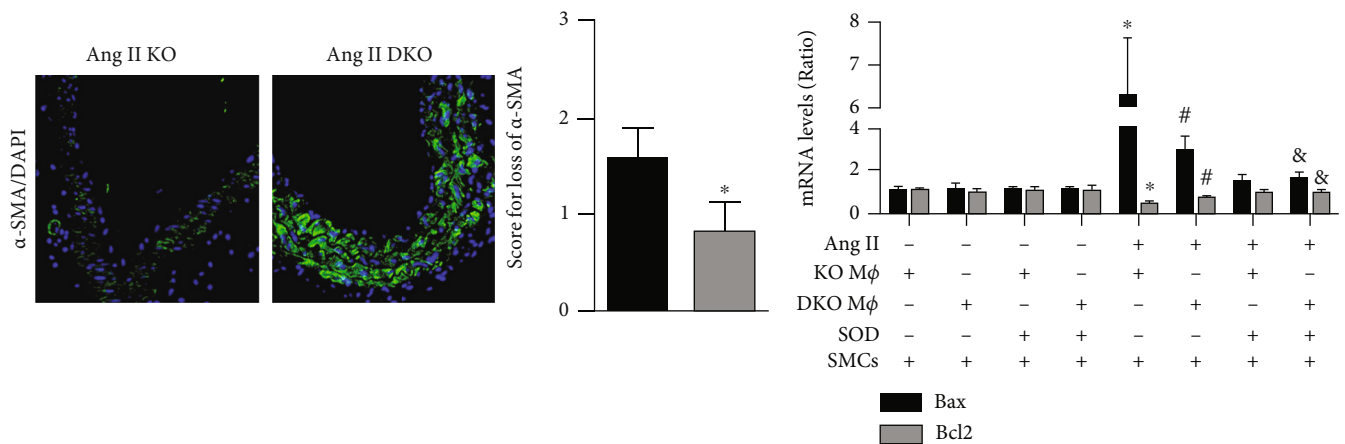 Ang II KO
Ang II DKO
α-SMA/DAPI
Score for loss of α-SMA
3
2
1
0
*
mRNA levels (Ratio)
8
7
6
4
2
0
*
*
#
#
&
&
Ang II – – – – + + + +
KO Mϕ + – + – + – + –
DKO Mϕ – + – + – + – +
SOD – – + + – – + +
SMCs + + + + + + + +
Bax
Bcl2